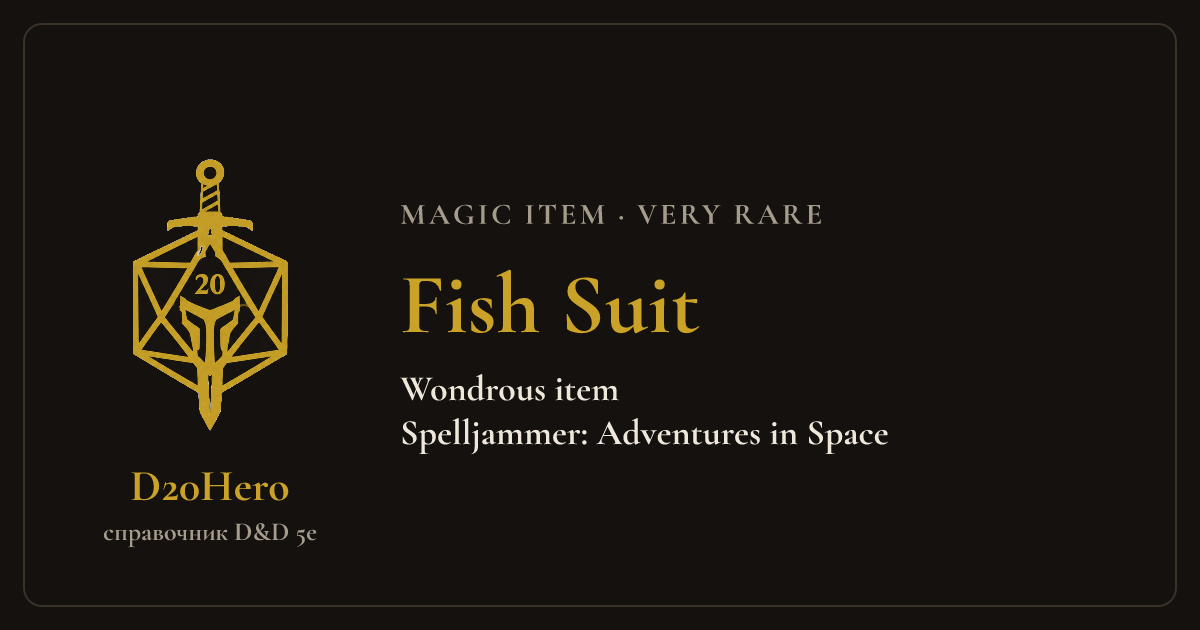 MAGIC ITEM · VERY RARE
Fish Suit
Wondrous item
Spelljammer: Adventures in Space
20
D20Hero
справочник D&D 5e